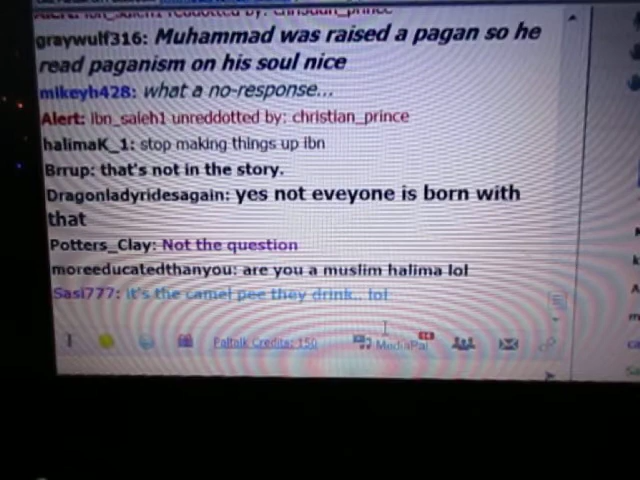 graywulf316: Muhammad was raised a pagan so he
read paganism on his soul nice
mikeyh428: what a no-response...
Alert: ibn_saleh1 unreddotted by: christian_prince
halimaK_1: stop making things up ibn
Brrup: that's not in the story.
Dragonladyridesagain: yes not eveyone is born with
that
Potters_Clay: Not the question
moreeducatedthanyou: are you a muslim halima lol
Sasi777: it's the camel pee they drink.. lol
Paltalk Credits: 150 MediaPal